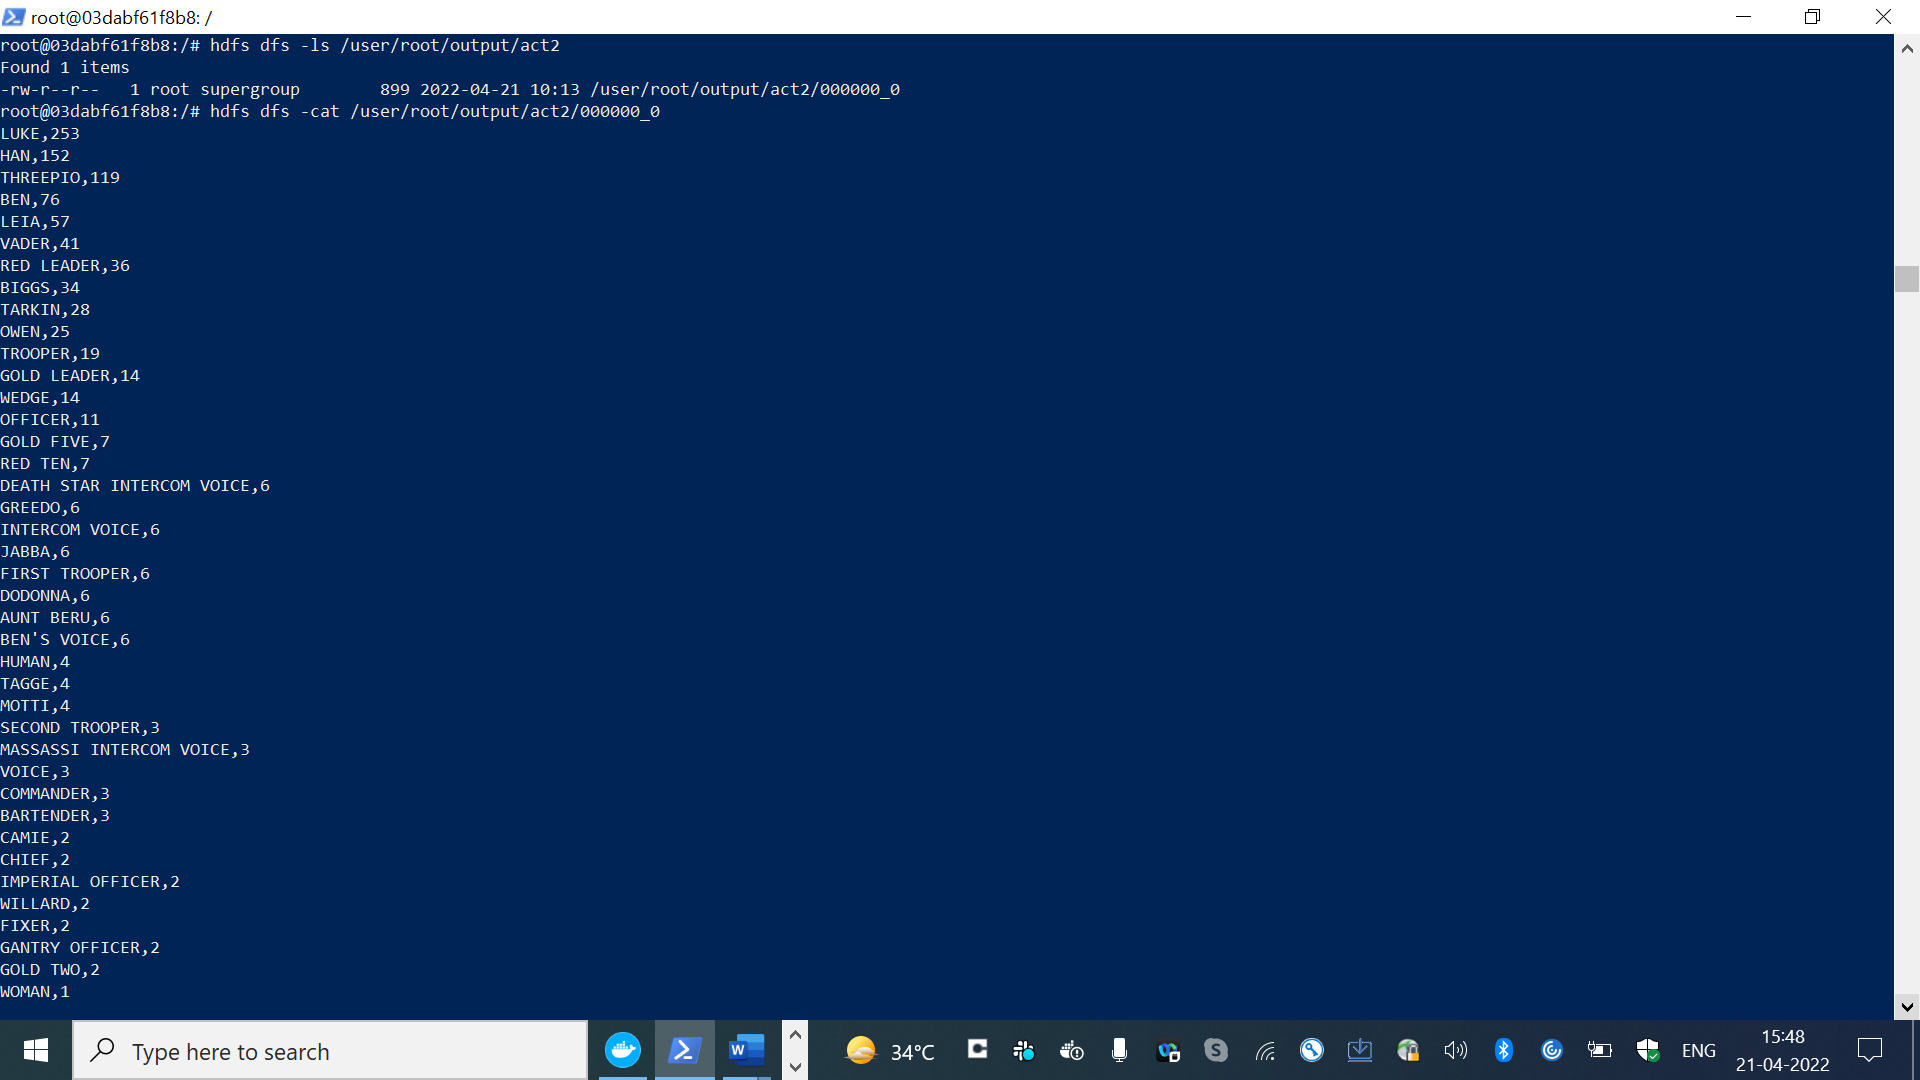 root@03dabf61f8b8: /
root@03dabf61f8b8:/# hdfs dfs -ls /user/root/output/act2
Found 1 items
-rw-r--r--   1 root supergroup        899 2022-04-21 10:13 /user/root/output/act2/000000_0
root@03dabf61f8b8:/# hdfs dfs -cat /user/root/output/act2/000000_0
LUKE,253
HAN,152
THREEPIO,119
BEN,76
LEIA,57
VADER,41
RED LEADER,36
BIGGS,34
TARKIN,28
OWEN,25
TROOPER,19
GOLD LEADER,14
WEDGE,14
OFFICER,11
GOLD FIVE,7
RED TEN,7
DEATH STAR INTERCOM VOICE,6
GREEDO,6
INTERCOM VOICE,6
JABBA,6
FIRST TROOPER,6
DODONNA,6
AUNT BERU,6
BEN'S VOICE,6
HUMAN,4
TAGGE,4
MOTTI,4
SECOND TROOPER,3
MASSASSI INTERCOM VOICE,3
VOICE,3
COMMANDER,3
BARTENDER,3
CAMIE,2
CHIEF,2
IMPERIAL OFFICER,2
WILLARD,2
FIXER,2
GANTRY OFFICER,2
GOLD TWO,2
WOMAN,1
Type here to search
34°C
ENG
15:48
21-04-2022